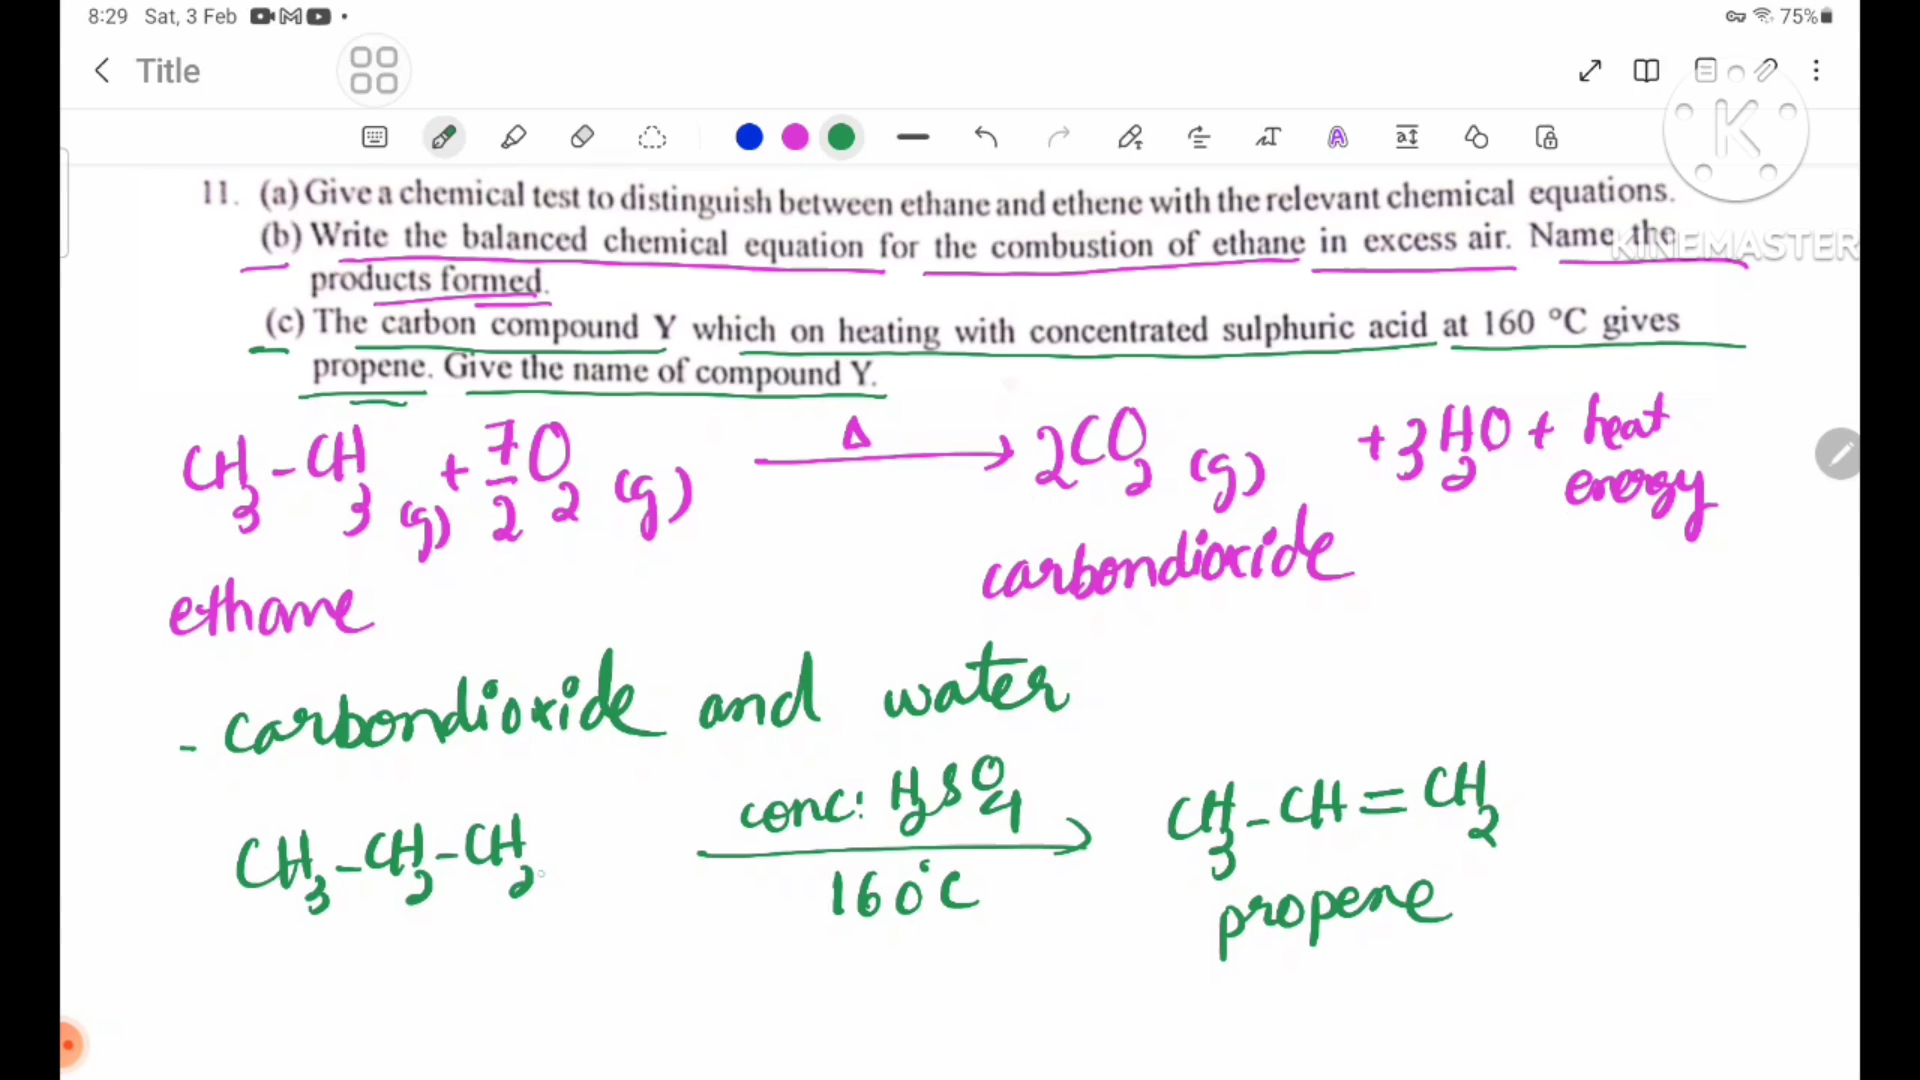 8:29 Sat, 3 Feb 75%
Title
K
KINEMASTER
11. (a) Give a chemical test to distinguish between ethane and ethene with the relevant chemical equations.
(b) Write the balanced chemical equation for the combustion of ethane in excess air. Name the
products formed.
(c) The carbon compound Y which on heating with concentrated sulphuric acid at 160 °C gives
propene. Give the name of compound Y.
CH₃-CH₃ (g) + 7/2 O₂ (g) Δ→ 2CO₂ (g) + 3H₂O + heat
energy
ethane carbondioxide
- carbondioxide and water
conc: H₂SO₄
CH₃-CH₂-CH₂ → CH₃-CH=CH₂
160°C
propene